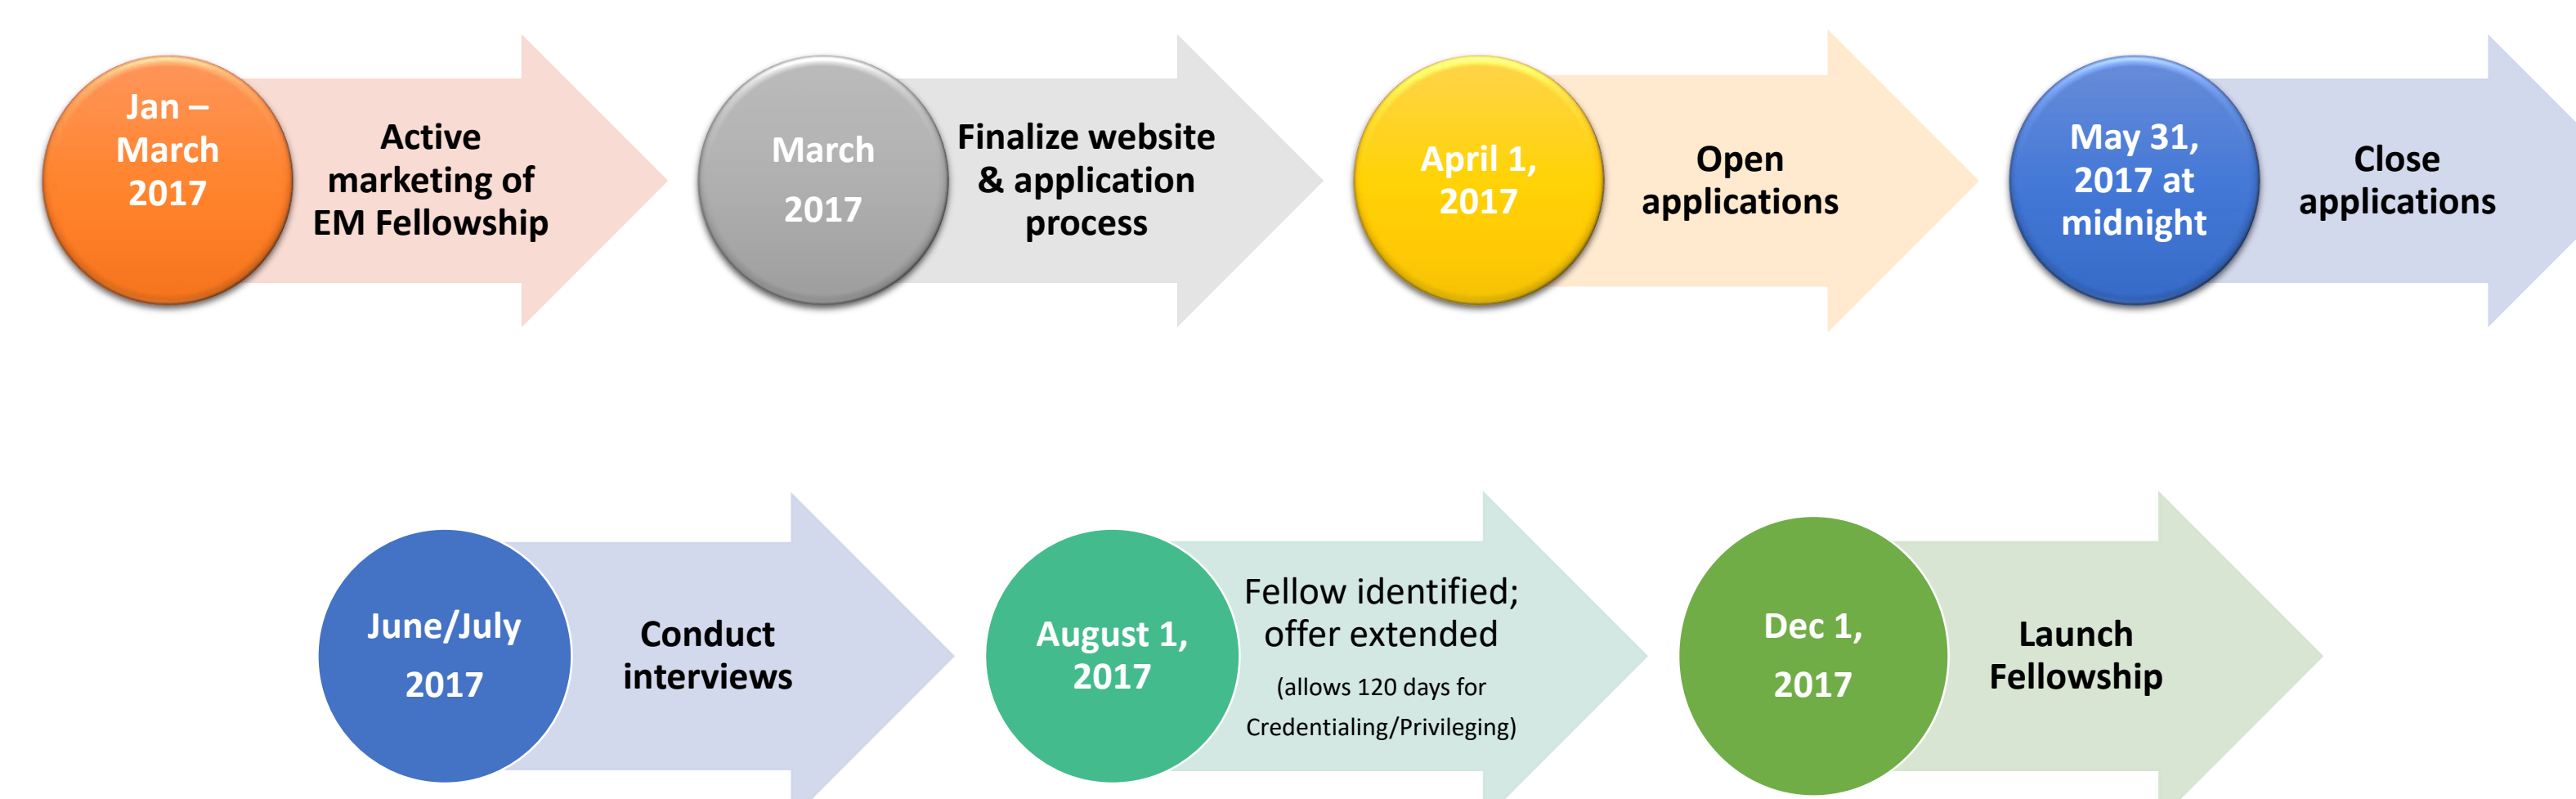 Jan –
March
2017
Active
marketing of
EM Fellowship
March
2017
Finalize website
& application
process
April 1,
2017
Open
applications
May 31,
2017 at
midnight
Close
applications
June/July
2017
Conduct
interviews
August 1,
2017
Fellow identified;
offer extended
(allows 120 days for
Credentialing/Privileging)
Dec 1,
2017
Launch
Fellowship